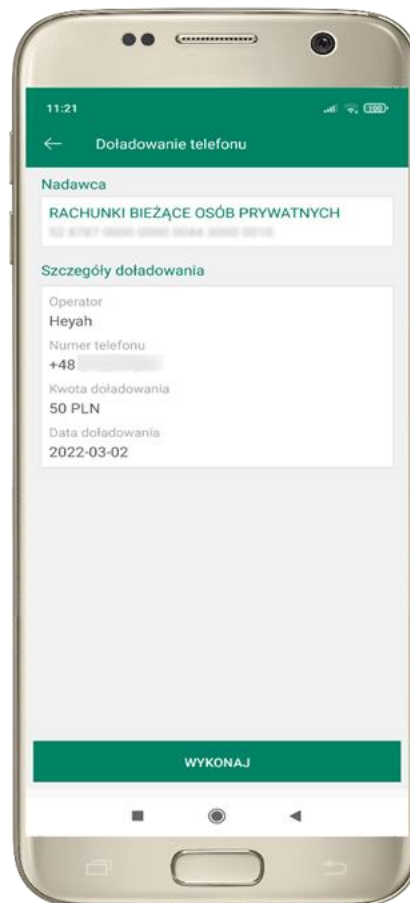 11:21
100
Doładowanie telefonu
Nadawca
RACHUNKI BIEŻĄCE OSÓB PRYWATNYCH
Szczegóły doładowania
Operator
Heyah
Numer telefonu
+48
Kwota doładowania
50 PLN
Data doładowania
2022-03-02
WYKONAJ